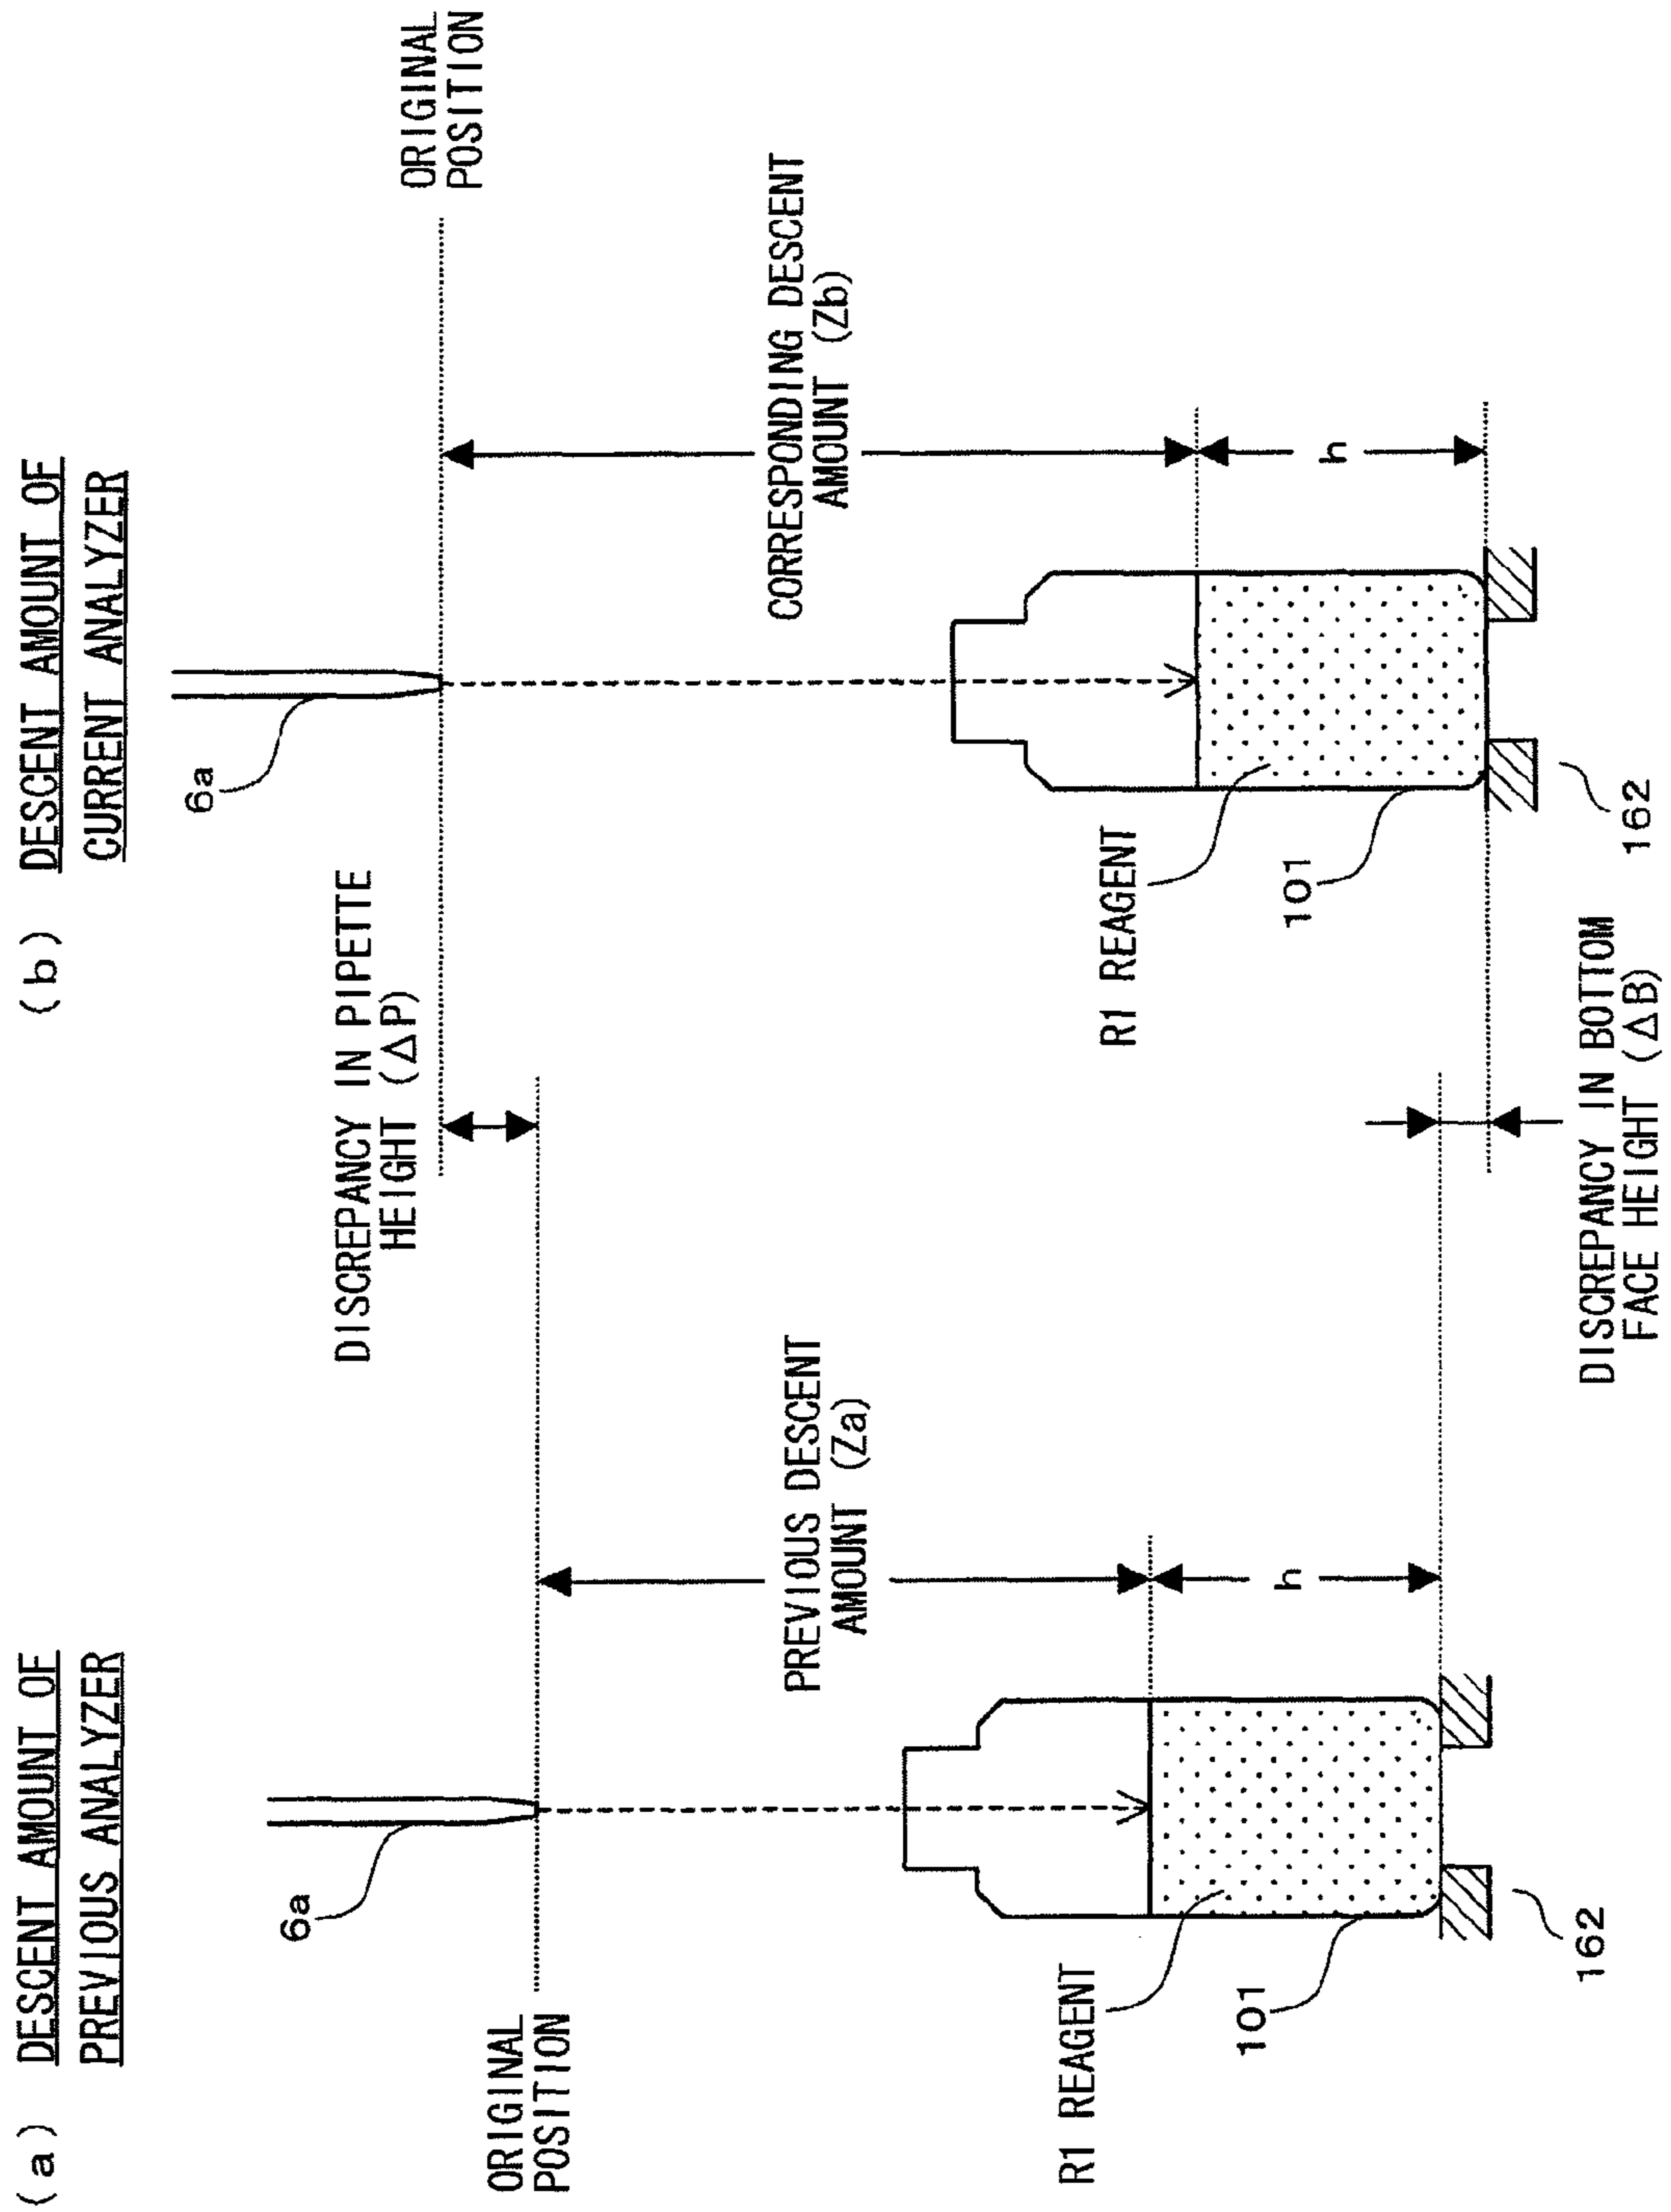 (a) DESCENT AMOUNT OF
PREVIOUS ANALYZER
6a
ORIGINAL
POSITION
PREVIOUS DESCENT
AMOUNT (Za)
R1 REAGENT
h
101
162
(b) DESCENT AMOUNT OF
CURRENT ANALYZER
6a
ORIGINAL
POSITION
DISCREPANCY IN PIPETTE
HEIGHT (ΔP)
CORRESPONDING DESCENT
AMOUNT (Zb)
R1 REAGENT
h
101
162
DISCREPANCY IN BOTTOM
FACE HEIGHT (ΔB)